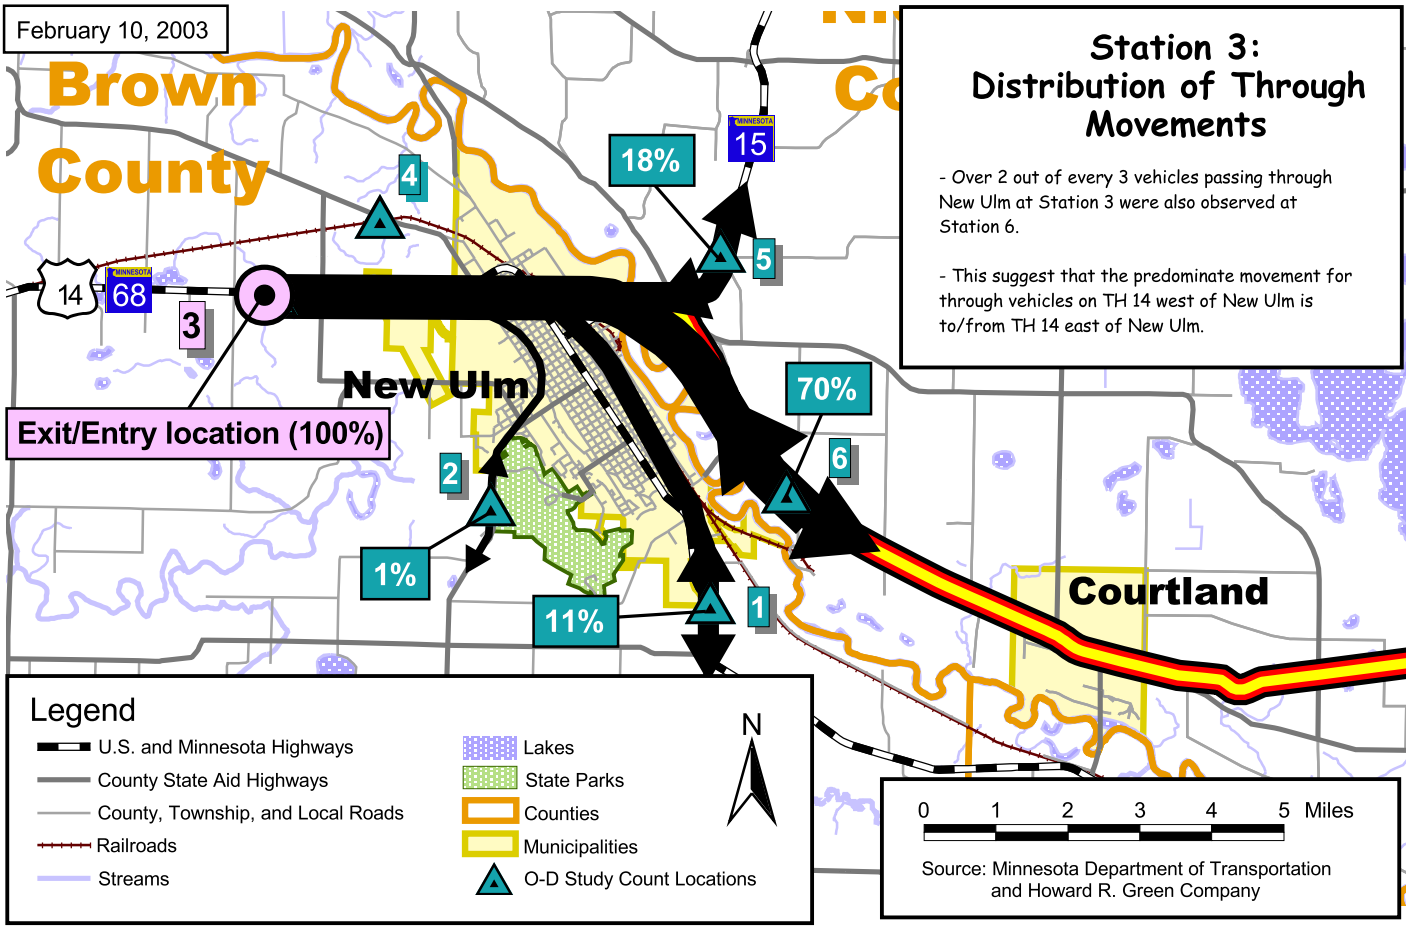 February 10, 2003
Brown
County
Co
Station 3:
Distribution of Through
Movements
- Over 2 out of every 3 vehicles passing through
New Ulm at Station 3 were also observed at
Station 6.
- This suggest that the predominate movement for
through vehicles on TH 14 west of New Ulm is
to/from TH 14 east of New Ulm.
MINNESOTA
15
18%
4
5
14
MINNESOTA
68
3
New Ulm
70%
Exit/Entry location (100%)
2
6
1%
11%
1
Courtland
Legend
U.S. and Minnesota Highways
County State Aid Highways
County, Township, and Local Roads
Railroads
Streams
Lakes
State Parks
Counties
Municipalities
O-D Study Count Locations
N
0 1 2 3 4 5 Miles
Source: Minnesota Department of Transportation
and Howard R. Green Company